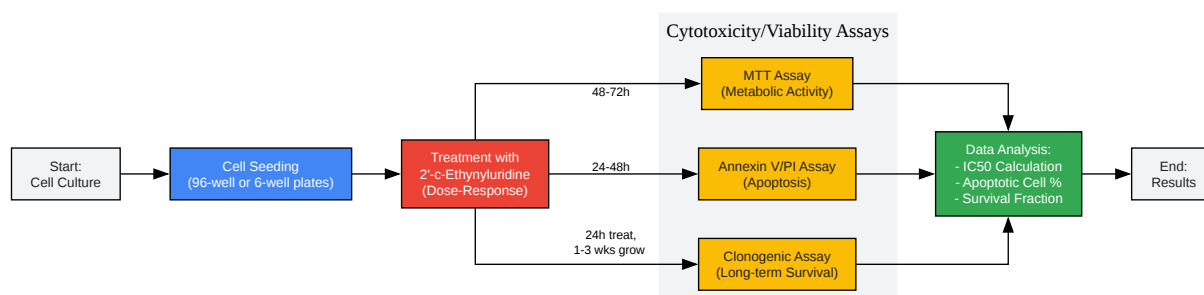 Cytotoxicity/Viability Assays
Start:
Cell Culture
Cell Seeding
(96-well or 6-well plates)
Treatment with
2'-c-Ethynyluridine
(Dose-Response)
48-72h
24-48h
24h treat,
1-3 wks grow
MTT Assay
(Metabolic Activity)
Annexin V/PI Assay
(Apoptosis)
Clonogenic Assay
(Long-term Survival)
Data Analysis:
- IC50 Calculation
- Apoptotic Cell %
- Survival Fraction
End:
Results